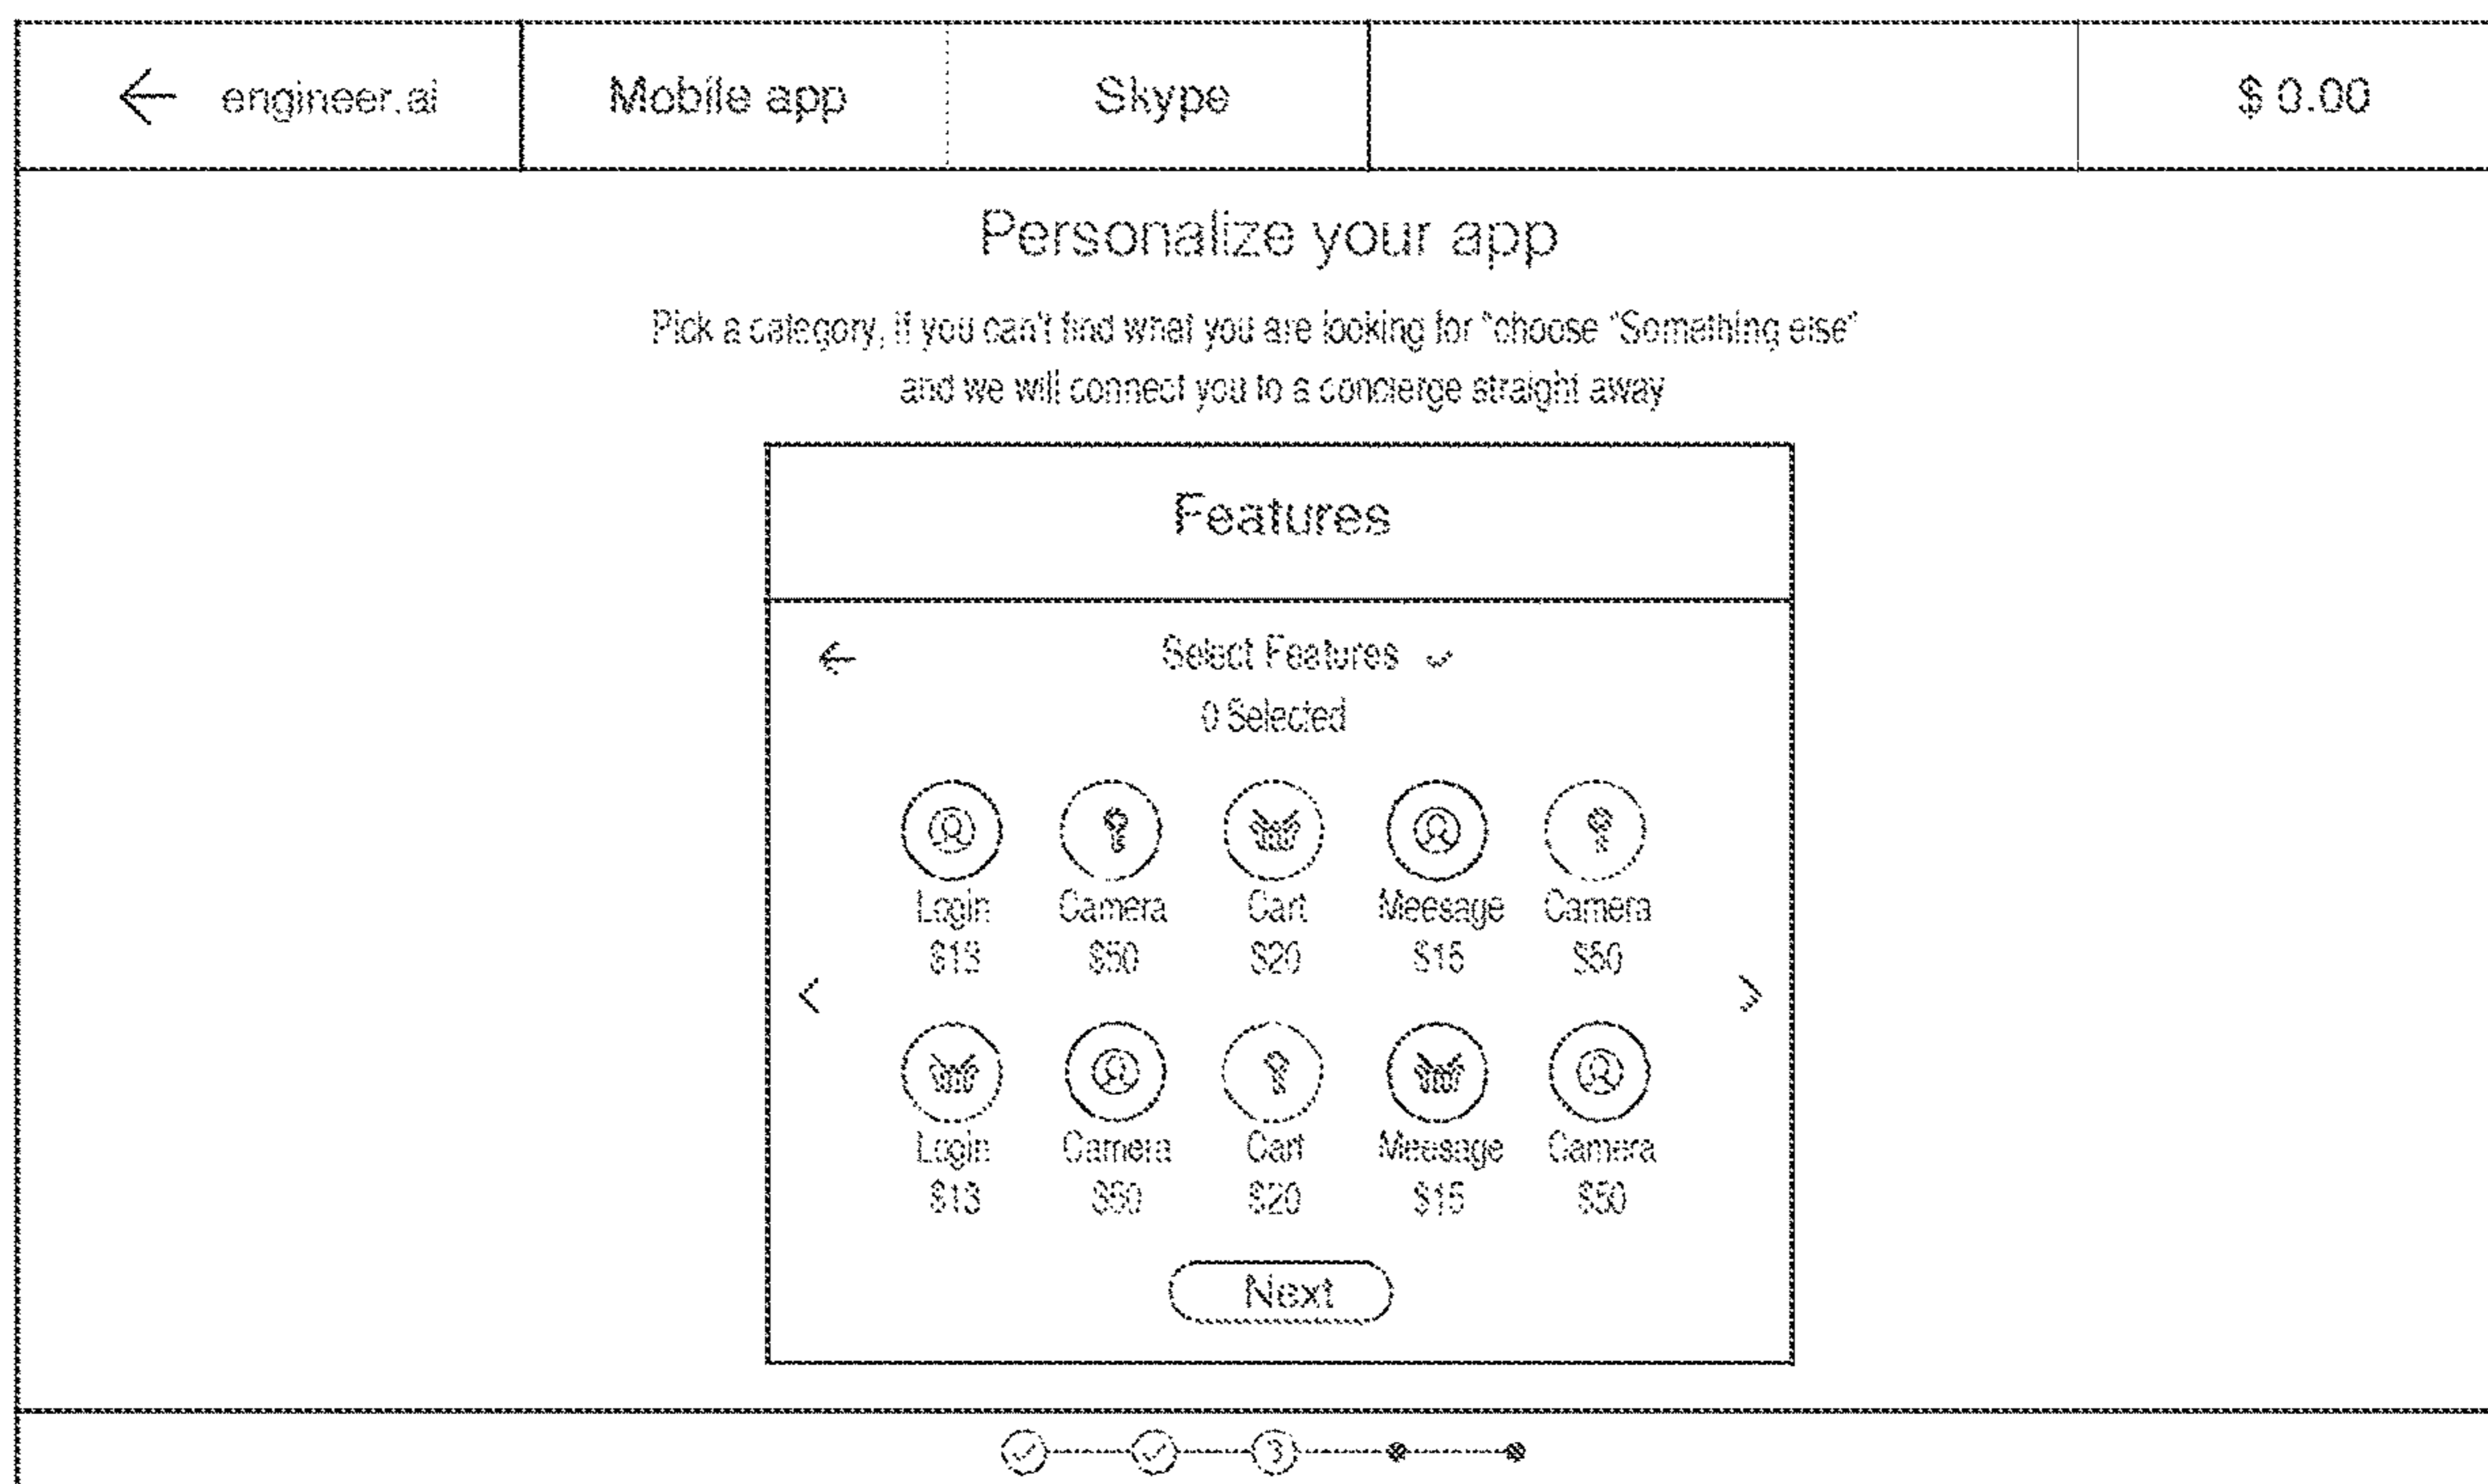 engineer.ai Mobile app Skype $ 0.00
Personalize your app
Pick a category, if you can't find what you are looking for "choose "Something else"
and we will connect you to a concierge straight away
Features
Select Features
0 Selected
Login Camera Cart Meesage Camera
$50 $20 $15 $50
Login Camera Cart Meesage Camera
$50 $20 $15 $50
Next
3